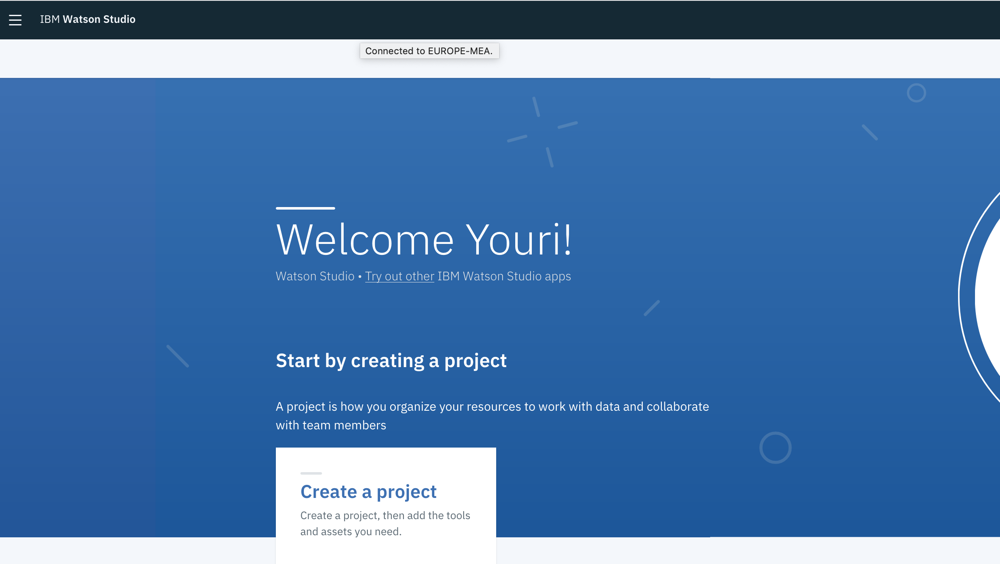 IBM Watson Studio
Connected to EUROPE-MEA.
Welcome Youri!
Watson Studio • Try out other IBM Watson Studio apps
Start by creating a project
A project is how you organize your resources to work with data and collaborate
with team members
Create a project
Create a project, then add the tools
and assets you need.